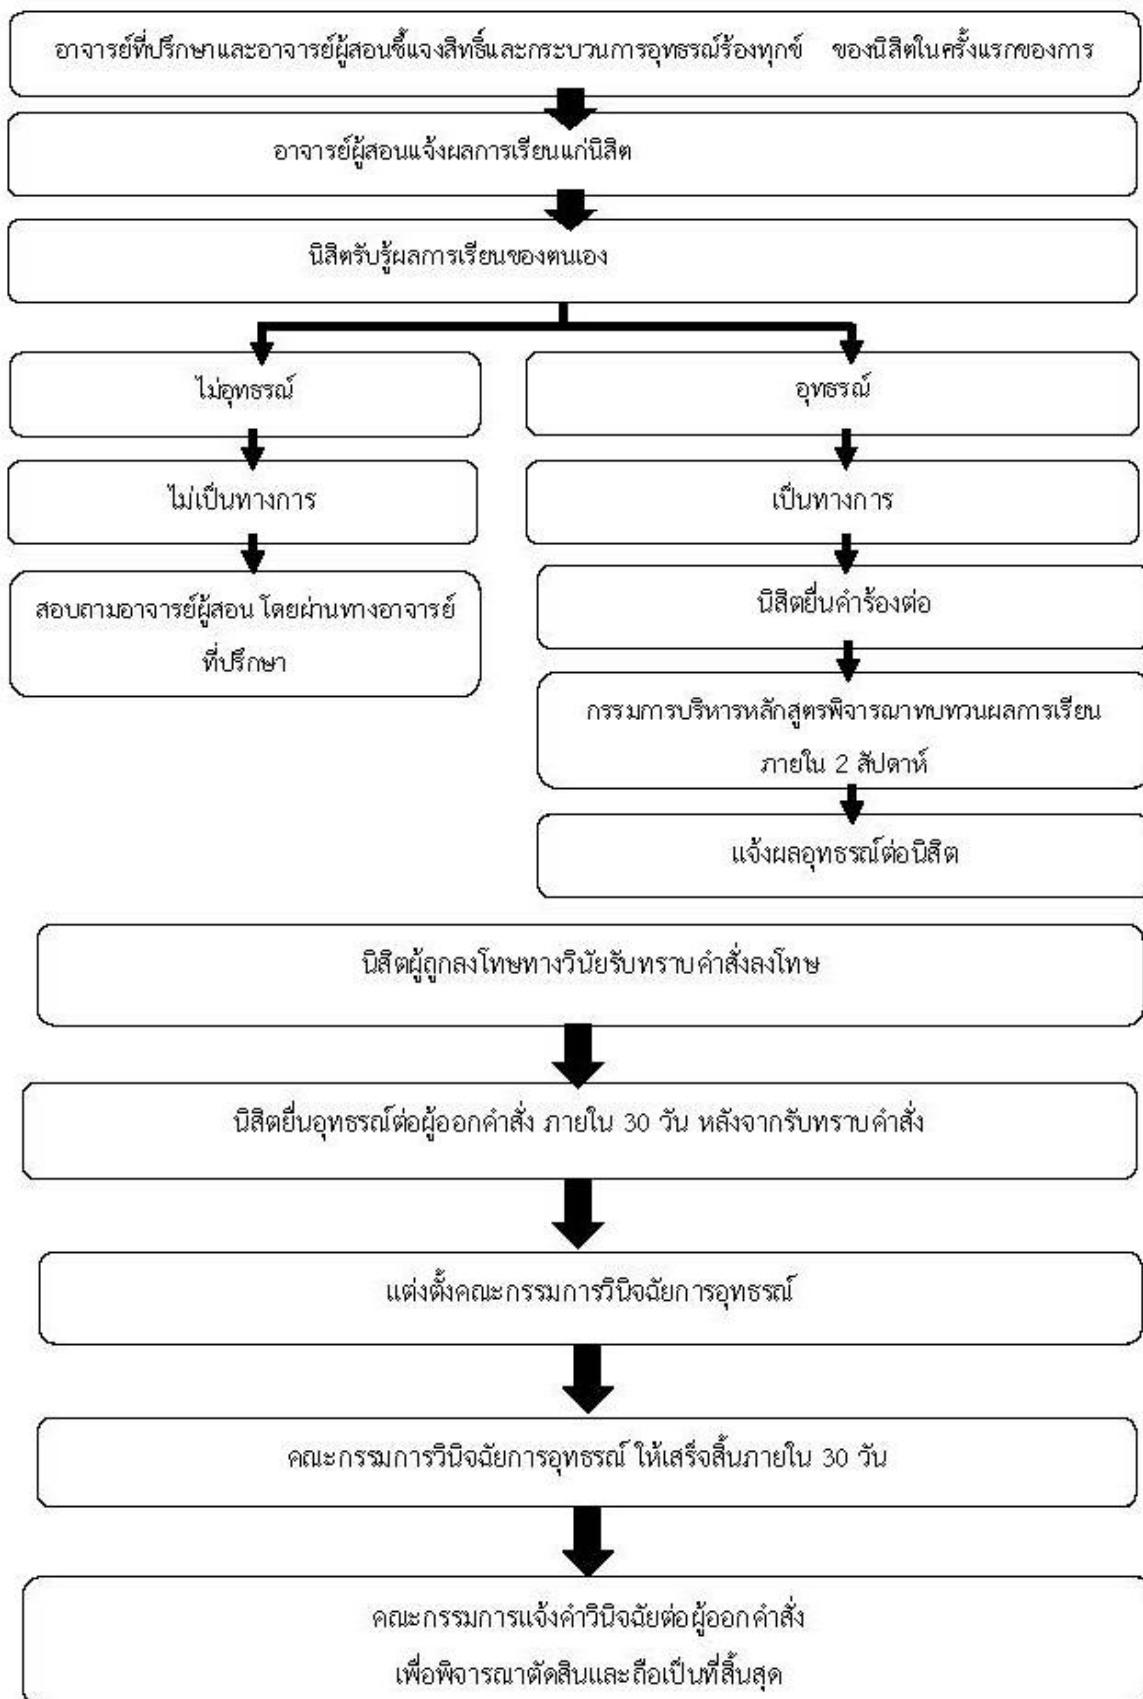 อาจารย์ที่ปรึกษาและอาจารย์ผู้สอนชี้แจงสิทธิ์และกระบวนการอุทธรณ์ร้องทุกข์ ของนิสิตในครั้งแรกของการ
อาจารย์ผู้สอนแจ้งผลการเรียนแก่นิสิต
นิสิตรับรู้ผลการเรียนของตนเอง
ไม่อุทธรณ์
อุทธรณ์
ไม่เป็นทางการ
เป็นทางการ
สอบถามอาจารย์ผู้สอน โดยผ่านทางอาจารย์
ที่ปรึกษา
นิสิตยื่นคำร้องต่อ
กรรมการบริหารหลักสูตรพิจารณาทบทวนผลการเรียน
ภายใน 2 สัปดาห์
แจ้งผลอุทธรณ์ต่อนิสิต
นิสิตผู้ถูกลงโทษทางวินัยรับทราบคำสั่งลงโทษ
นิสิตยื่นอุทธรณ์ต่อผู้ออกคำสั่ง ภายใน 30 วัน หลังจากรับทราบคำสั่ง
แต่งตั้งคณะกรรมการวินิจฉัยการอุทธรณ์
คณะกรรมการวินิจฉัยการอุทธรณ์ ให้เสร็จสิ้นภายใน 30 วัน
คณะกรรมการแจ้งคำวินิจฉัยต่อผู้ออกคำสั่ง
เพื่อพิจารณาตัดสินและถือเป็นที่สิ้นสุด